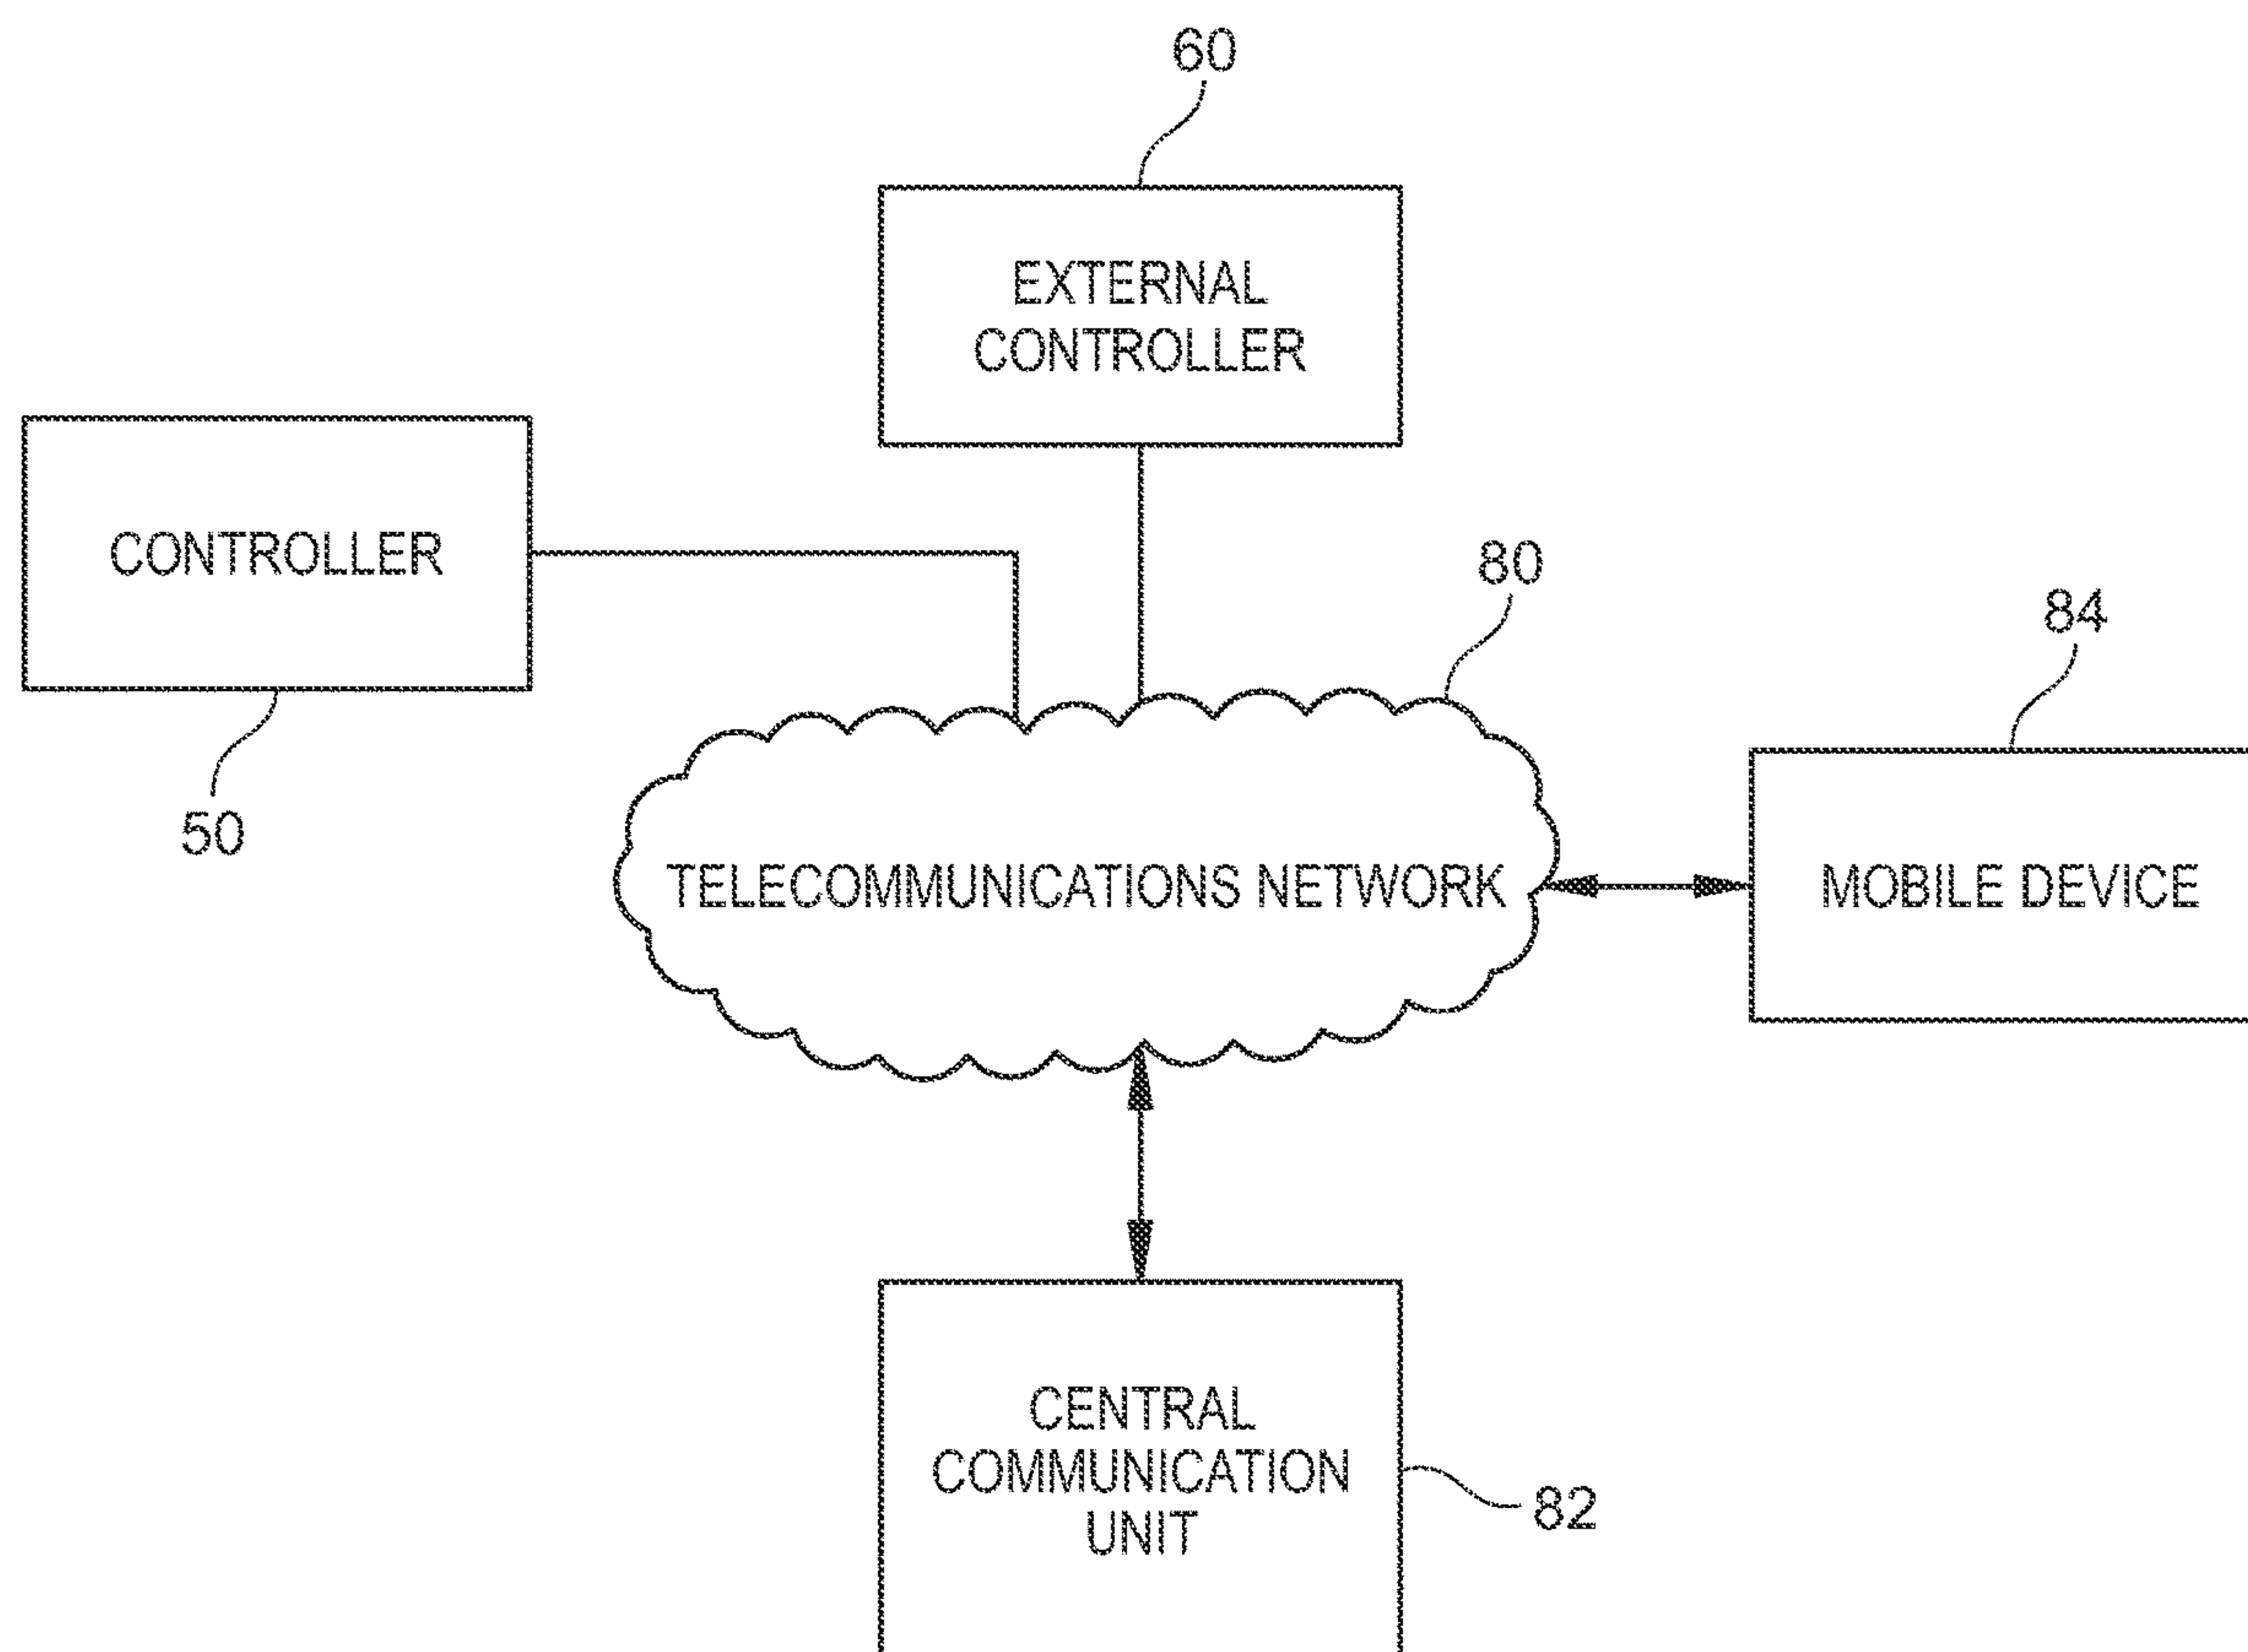 60
EXTERNAL
CONTROLLER
CONTROLLER
50
80
84
TELECOMMUNICATIONS NETWORK
MOBILE DEVICE
CENTRAL
COMMUNICATION
UNIT
82